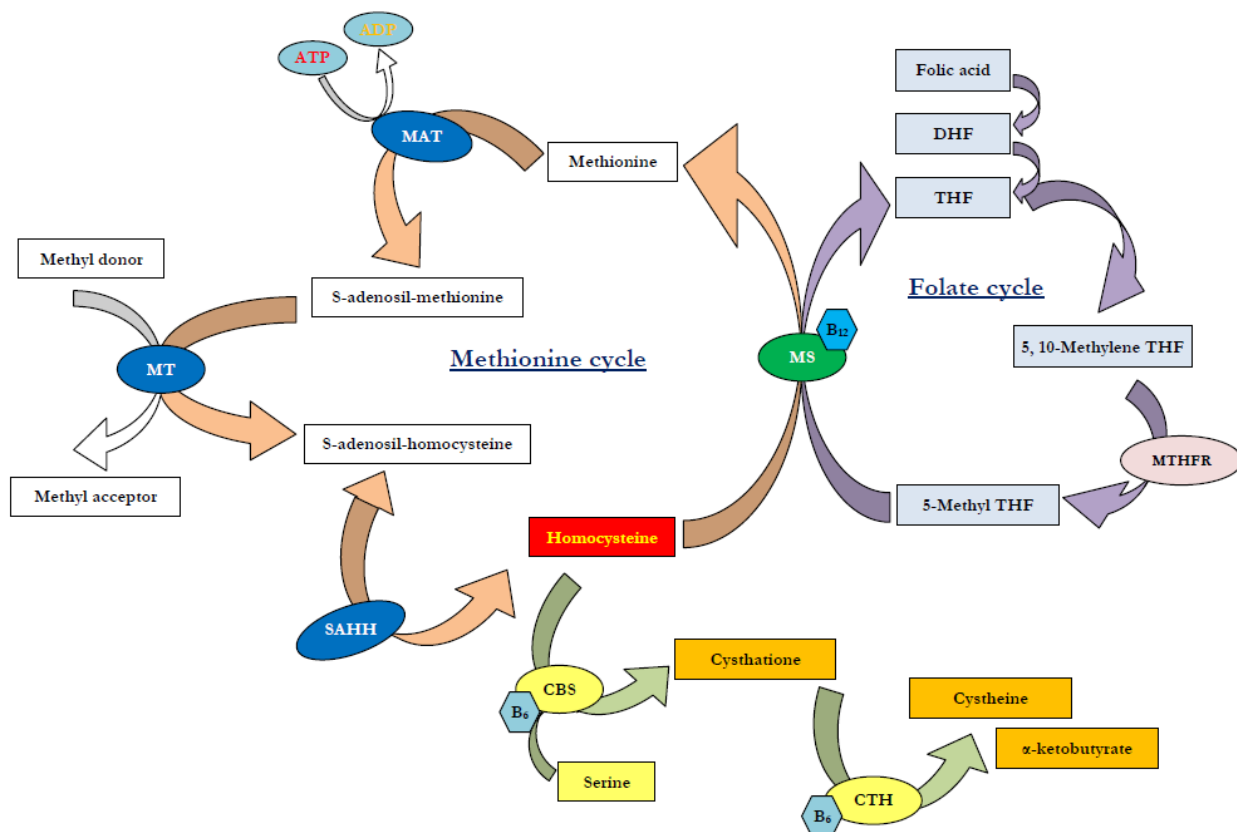 ADP
ATP
Folic acid
MAT
DHF
Methionine
THF
Methyl donor
S-adenosil-methionine
Folate cycle
B12
5, 10-Methylene THF
MS
Methionine cycle
MT
S-adenosil-homocysteine
MTHFR
Methyl acceptor
5-Methyl THF
Homocysteine
SAHH
Cysthatione
CBS
Cystheine
B6
α-ketobutyrate
Serine
CTH
B6